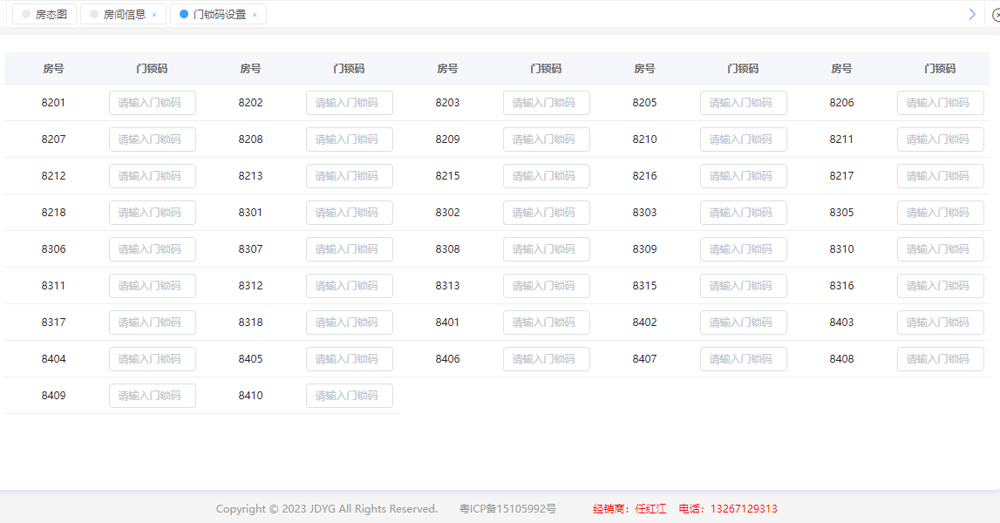 房态图 房间信息 × 门锁码设置 ×
房号 门锁码 房号 门锁码 房号 门锁码 房号 门锁码 房号 门锁码
8201 请输入门锁码 8202 请输入门锁码 8203 请输入门锁码 8205 请输入门锁码 8206 请输入门锁码
8207 请输入门锁码 8208 请输入门锁码 8209 请输入门锁码 8210 请输入门锁码 8211 请输入门锁码
8212 请输入门锁码 8213 请输入门锁码 8215 请输入门锁码 8216 请输入门锁码 8217 请输入门锁码
8218 请输入门锁码 8301 请输入门锁码 8302 请输入门锁码 8303 请输入门锁码 8305 请输入门锁码
8306 请输入门锁码 8307 请输入门锁码 8308 请输入门锁码 8309 请输入门锁码 8310 请输入门锁码
8311 请输入门锁码 8312 请输入门锁码 8313 请输入门锁码 8315 请输入门锁码 8316 请输入门锁码
8317 请输入门锁码 8318 请输入门锁码 8401 请输入门锁码 8402 请输入门锁码 8403 请输入门锁码
8404 请输入门锁码 8405 请输入门锁码 8406 请输入门锁码 8407 请输入门锁码 8408 请输入门锁码
8409 请输入门锁码 8410 请输入门锁码
Copyright © 2023 JDYG All Rights Reserved. 粤ICP备15105992号 经销商：任红江 电话：13267129313